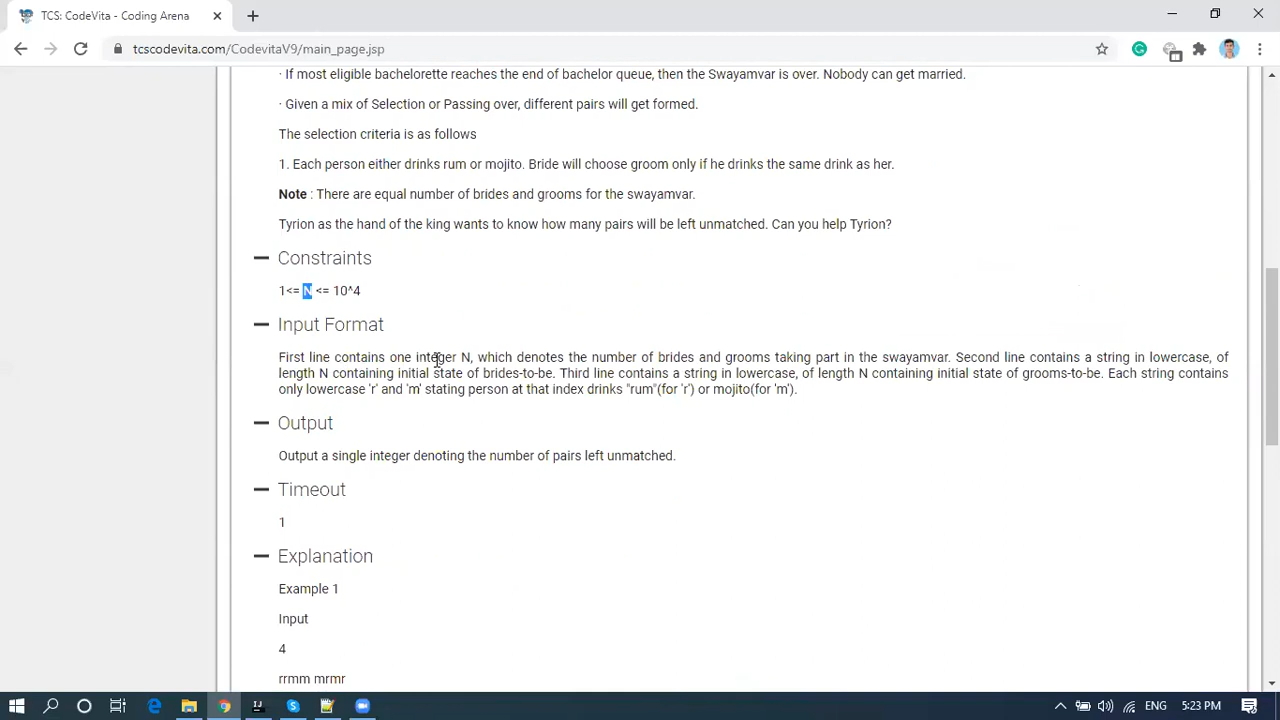 TCS: CodeVita - Coding Arena
tcscodevita.com/CodevitaV9/main_page.jsp
· If most eligible bachelorette reaches the end of bachelor queue, then the Swayamvar is over. Nobody can get married.
· Given a mix of Selection or Passing over, different pairs will get formed.
The selection criteria is as follows
1. Each person either drinks rum or mojito. Bride will choose groom only if he drinks the same drink as her.
Note : There are equal number of brides and grooms for the swayamvar.
Tyrion as the hand of the king wants to know how many pairs will be left unmatched. Can you help Tyrion?
Constraints
1<= N <= 10^4
Input Format
First line contains one integer N, which denotes the number of brides and grooms taking part in the swayamvar. Second line contains a string in lowercase, of
length N containing initial state of brides-to-be. Third line contains a string in lowercase, of length N containing initial state of grooms-to-be. Each string contains
only lowercase 'r' and 'm' stating person at that index drinks "rum"(for 'r') or mojito(for 'm').
Output
Output a single integer denoting the number of pairs left unmatched.
Timeout
1
Explanation
Example 1
Input
4
rrmm mrmr
ENG 5:23 PM